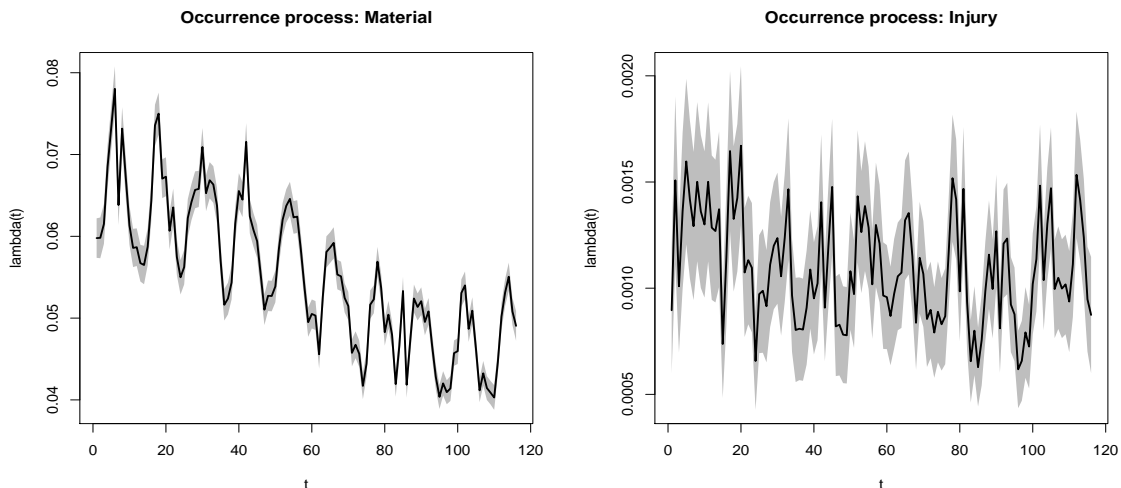 Occurrence process: Material
lambda(t)
0.08
0.07
0.06
0.05
0.04
0 20 40 60 80 100 120
t
Occurrence process: Injury
lambda(t)
0.0020
0.0015
0.0010
0.0005
0 20 40 60 80 100 120
t